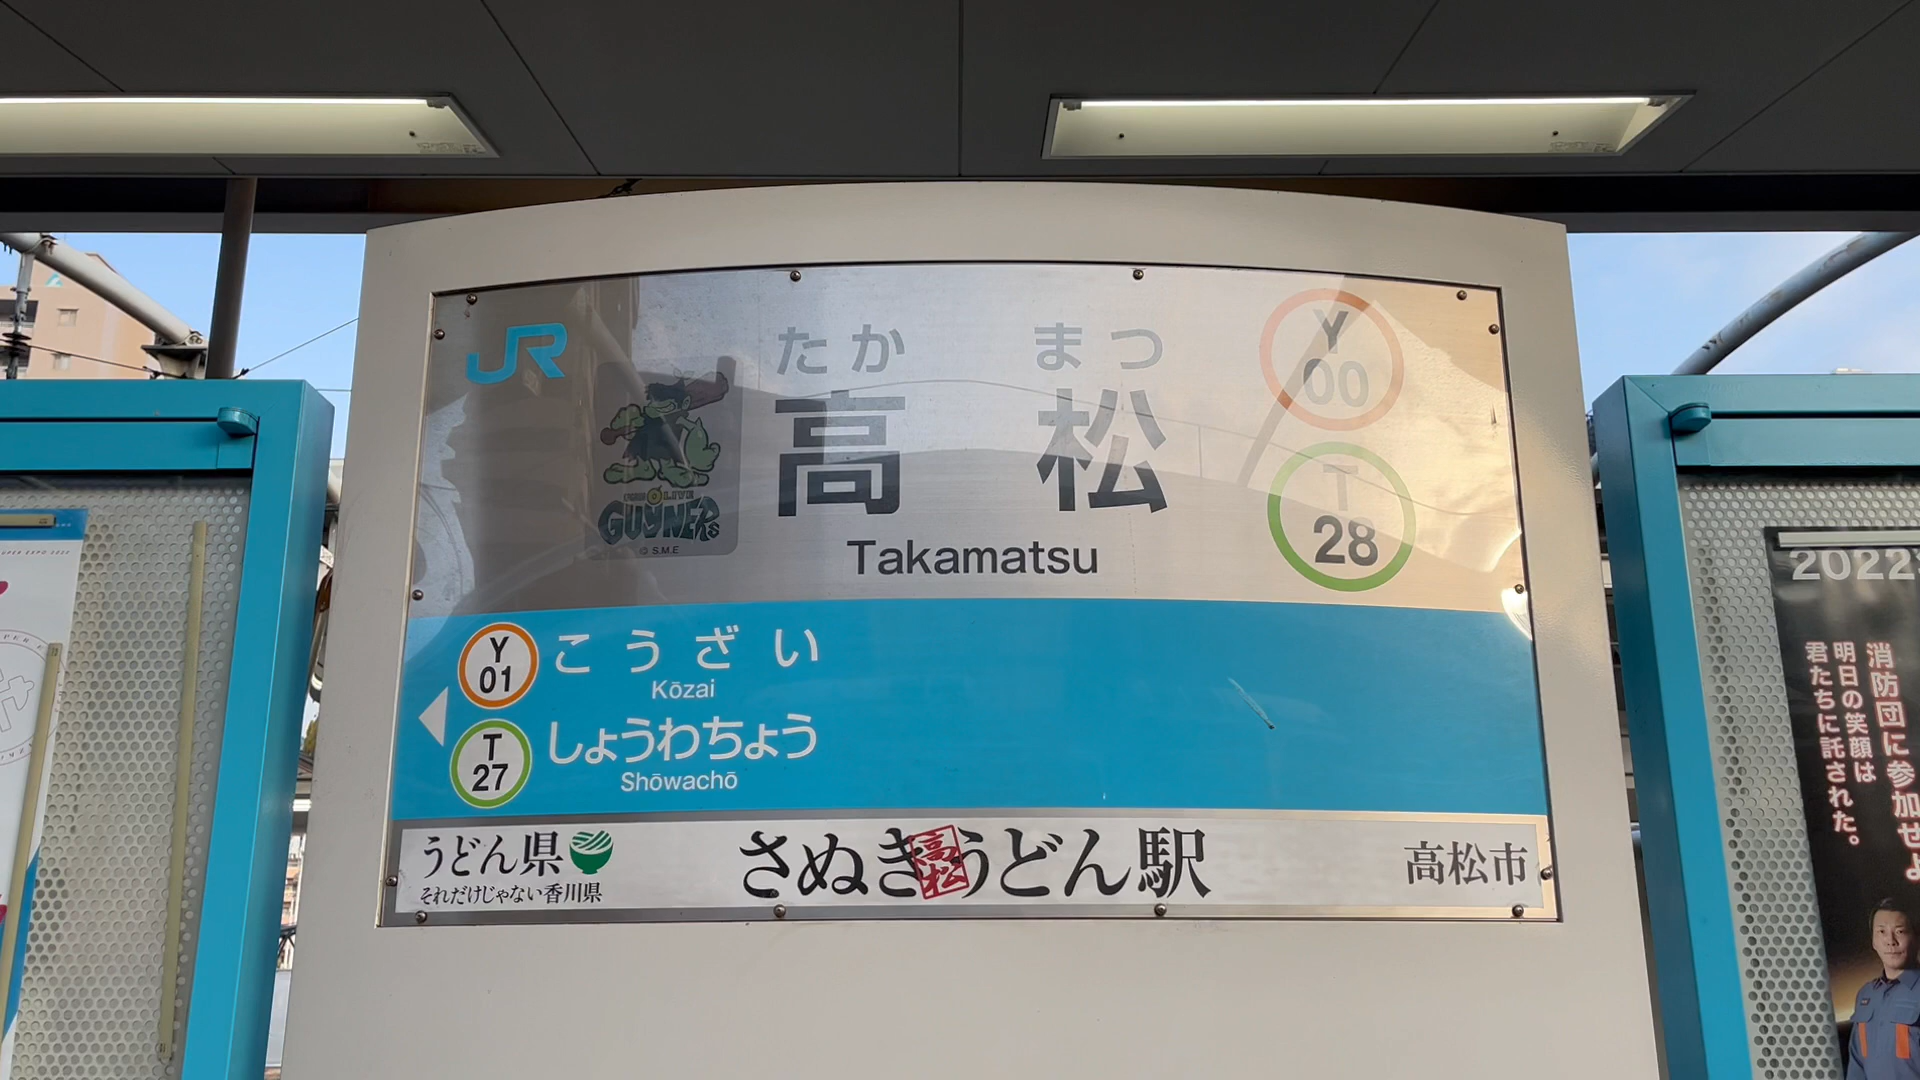 JR
たか まつ
高松
Takamatsu
Y
00
T
28
OLIVE
GUYNERS
© S.M.E
Y
01
こうざい
Kōzai
T
27
しょうわちょう
Shōwachō
うどん県
それだけじゃない香川県
さぬきうどん駅
高松
高松市
2022
消防団に参加せよ
明日の笑顔は
君たちに託された。